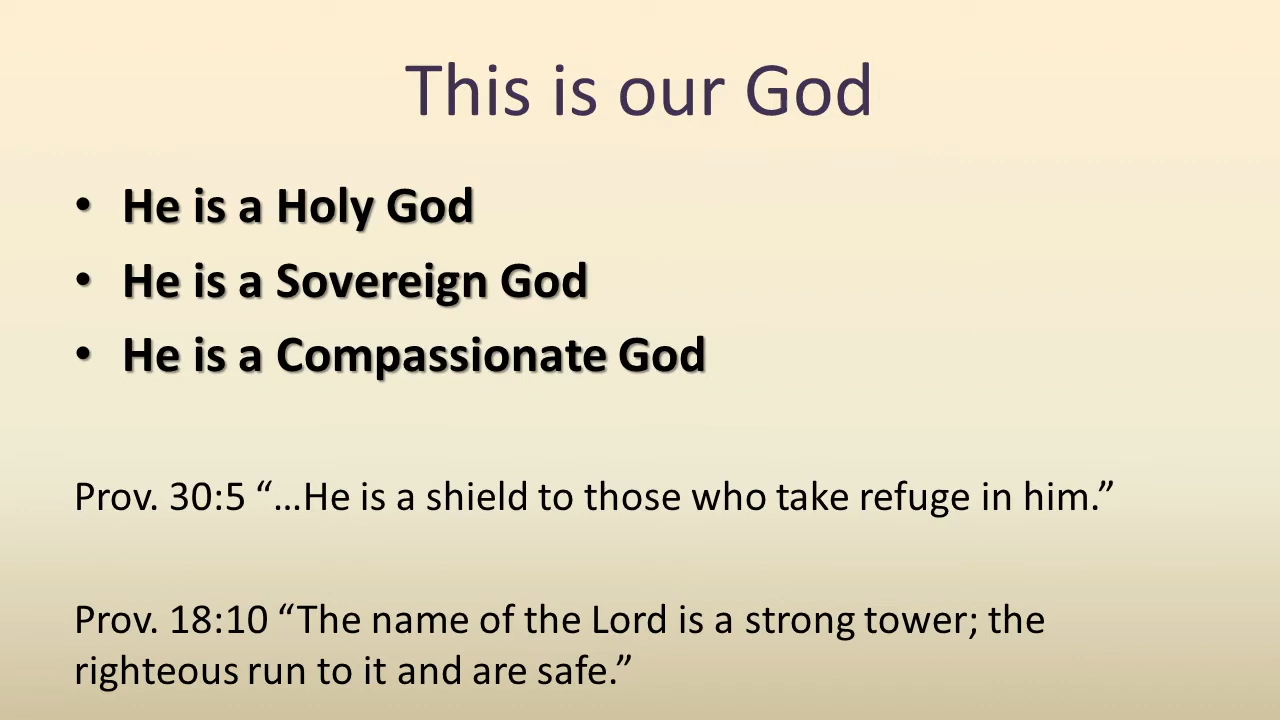 This is our God
• He is a Holy God
• He is a Sovereign God
• He is a Compassionate God
Prov. 30:5 “…He is a shield to those who take refuge in him.”
Prov. 18:10 “The name of the Lord is a strong tower; the
righteous run to it and are safe.”